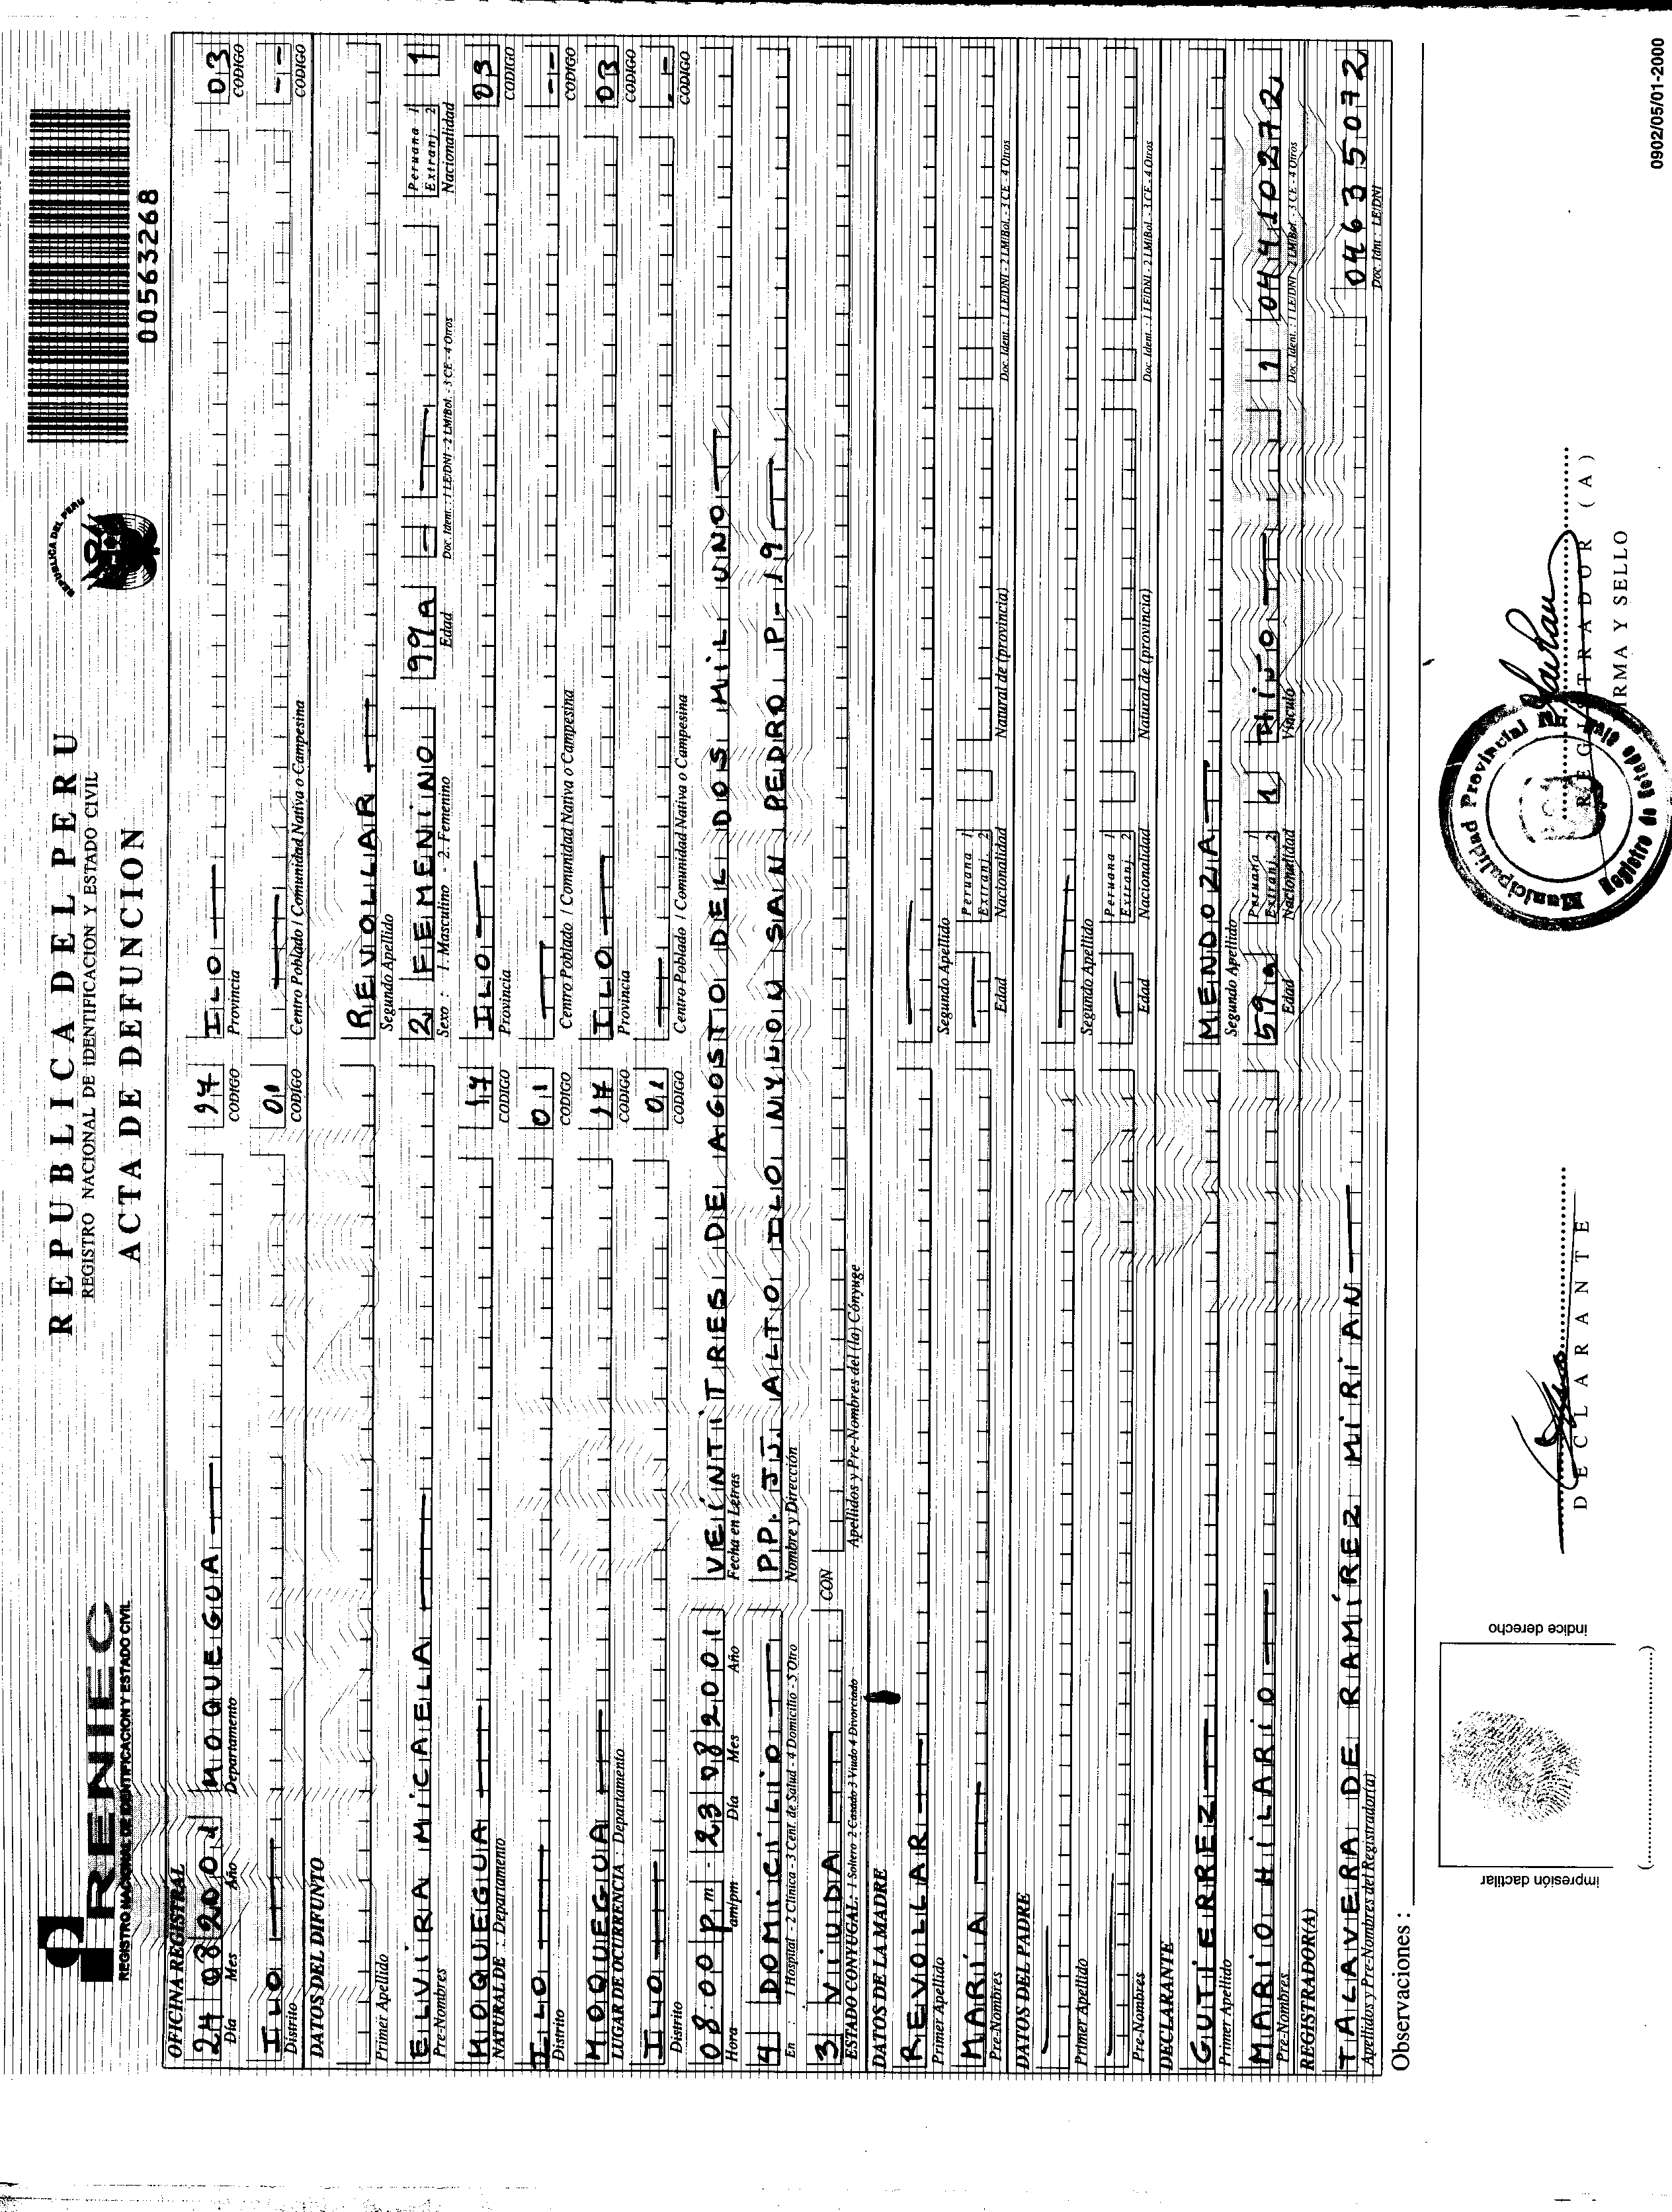 RENIEC
REGISTRO NACIONAL DE IDENTIFICACION Y ESTADO CIVIL
REPUBLICA DEL PERU
REGISTRO NACIONAL DE IDENTIFICACION Y ESTADO CIVIL
ACTA DE DEFUNCION
REPUBLICA DEL PERU
00563268
OFICINA REGISTRAL
24 08 2001 MOQUEGUA 17 ILO 03
Día Mes Año Departamento CODIGO Provincia CODIGO
ILO 01 --
Distrito CODIGO Centro Poblado / Comunidad Nativa o Campesina CODIGO
DATOS DEL DIFUNTO
REVOLLAR
Primer Apellido Segundo Apellido
ELVIRA MICAELA 2 FEMENINO 99A - Peruana 1 Extranj. 2 1
Pre-Nombres Sexo : 1. Masculino - 2. Femenino Edad Doc. Ident. : 1 LE/DNI - 2 LM/Bol. - 3 CE - 4 Otros Nacionalidad
MOQUEGUA 17 ILO 03
NATURAL DE : Departamento CODIGO Provincia CODIGO
ILO 01 --
Distrito CODIGO Centro Poblado / Comunidad Nativa o Campesina CODIGO
MOQUEGUA 17 ILO 03
LUGAR DE OCURRENCIA : Departamento CODIGO Provincia CODIGO
ILO 01 --
Distrito CODIGO Centro Poblado / Comunidad Nativa o Campesina CODIGO
08:00 pm - 23 08 2001 VEINTITRES DE AGOSTO DEL DOS MIL UNO
Hora am/pm Día Mes Año Fecha en Letras
4 DOMICILIO PP. JJ. ALTO ILO NYLON SAN PEDRO P-19
En : 1 Hospital - 2 Clínica - 3 Cent. de Salud - 4 Domicilio - 5 Otro Nombre y Dirección
3 VIUDA CON
ESTADO CONYUGAL: 1 Soltero 2 Casado 3 Viudo 4 Divorciado Apellidos y Pre-Nombres del (la) Cónyuge
DATOS DE LA MADRE
REVOLLAR
Primer Apellido Segundo Apellido
MARÍA Peruana 1 Extranj. 2
Pre-Nombres Edad Nacionalidad Natural de (provincia) Doc. Ident. : 1 LE/DNI - 2 LM/Bol. - 3 CE - 4 Otros
DATOS DEL PADRE
Primer Apellido Segundo Apellido
Peruana 1 Extranj. 2
Pre-Nombres Edad Nacionalidad Natural de (provincia) Doc. Ident. : 1 LE/DNI - 2 LM/Bol. - 3 CE - 4 Otros
DECLARANTE
GUTIERREZ MENDOZA
Primer Apellido Segundo Apellido
MARIO HILARIO 59a Peruana 1 Extranj. 2 1 HIJO 1 04410272
Pre-Nombres Edad Nacionalidad Vínculo Doc. Ident. : 1 LE/DNI - 2 LM/Bol. - 3 CE - 4 Otros
REGISTRADOR(A)
TALAVERA DE RAMÍREZ MIRIAN 04635072
Apellidos y Pre-Nombres del Registrador(a) Doc. Idnt : LE/DNI
Observaciones :
impresión dactilar
índice derecho
DECLARANTE
Municipalidad Provincial
Registro de Estado Civil
REGISTRADOR (A)
FIRMA Y SELLO
0902/05/01-2000